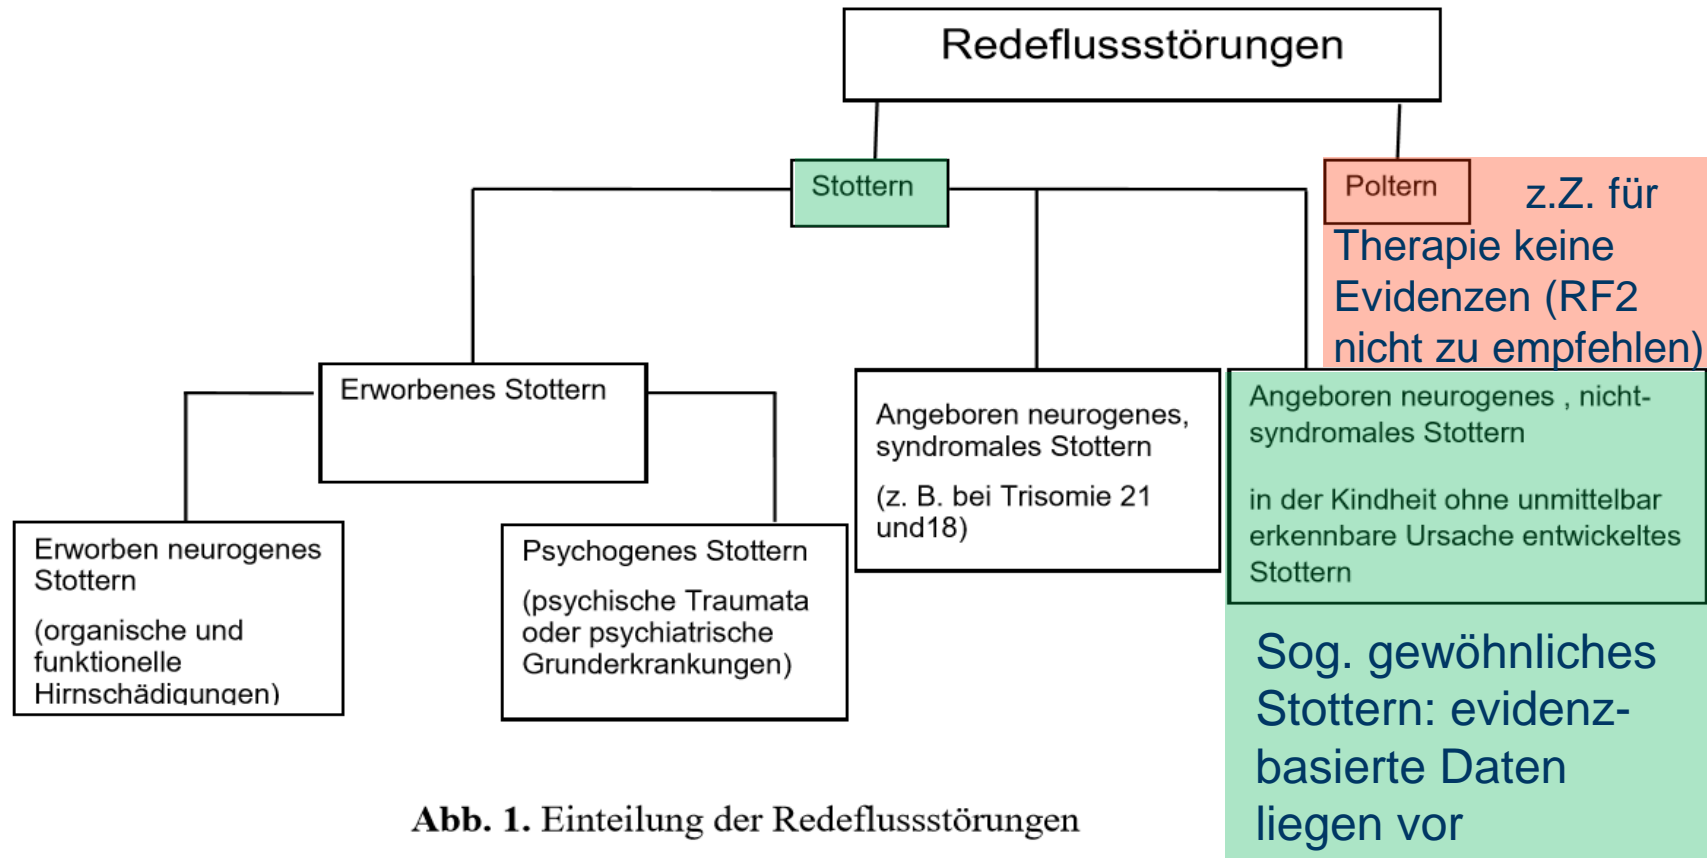 Redeflussstörungen
Stottern
Poltern
z.Z. für
Therapie keine
Evidenzen (RF2
nicht zu empfehlen)
Erworbenes Stottern
Angeboren neurogenes,
syndromales Stottern
(z. B. bei Trisomie 21
und18)
Angeboren neurogenes , nicht-
syndromales Stottern
in der Kindheit ohne unmittelbar
erkennbare Ursache entwickeltes
Stottern
Erworben neurogenes
Stottern
(organische und
funktionelle
Hirnschädigungen)
Psychogenes Stottern
(psychische Traumata
oder psychiatrische
Grunderkrankungen)
Sog. gewöhnliches
Stottern: evidenz-
basierte Daten
liegen vor
Abb. 1. Einteilung der Redeflussstörungen